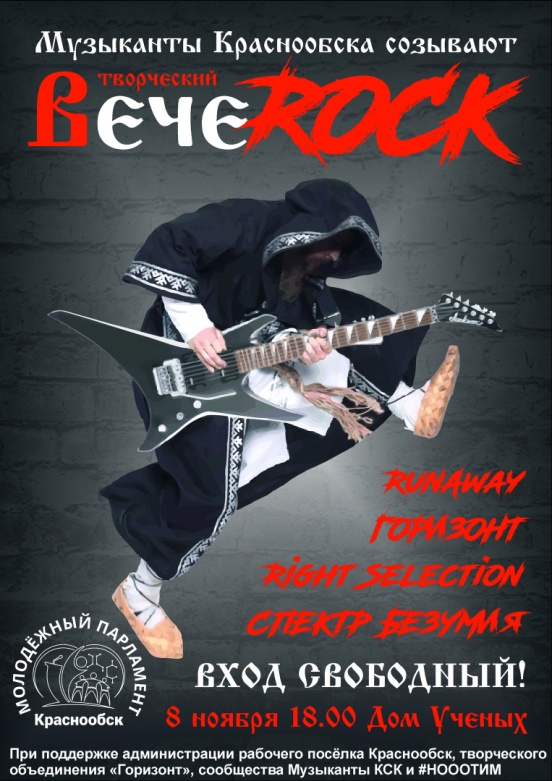 Музыканты Краснообска созывают
творческий
ВечеROCK
Jackson
RUNAWAY
ГОРИЗОНТ
RIGHT SELECTION
СПЕКТР БЕЗУМИЯ
ВХОД СВОБОДНЫЙ!
8 ноября 18.00 Дом Ученых
МОЛОДЁЖНЫЙ ПАРЛАМЕНТ
Краснообск
При поддержке администрации рабочего посёлка Краснообск, творческого
объединения «Горизонт», сообщества Музыканты КСК и #НОООТИМ